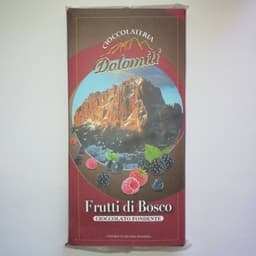 CIOCCOLATERIA
Dolomiti
Frutti di Bosco
CIOCCOLATO FONDENTE